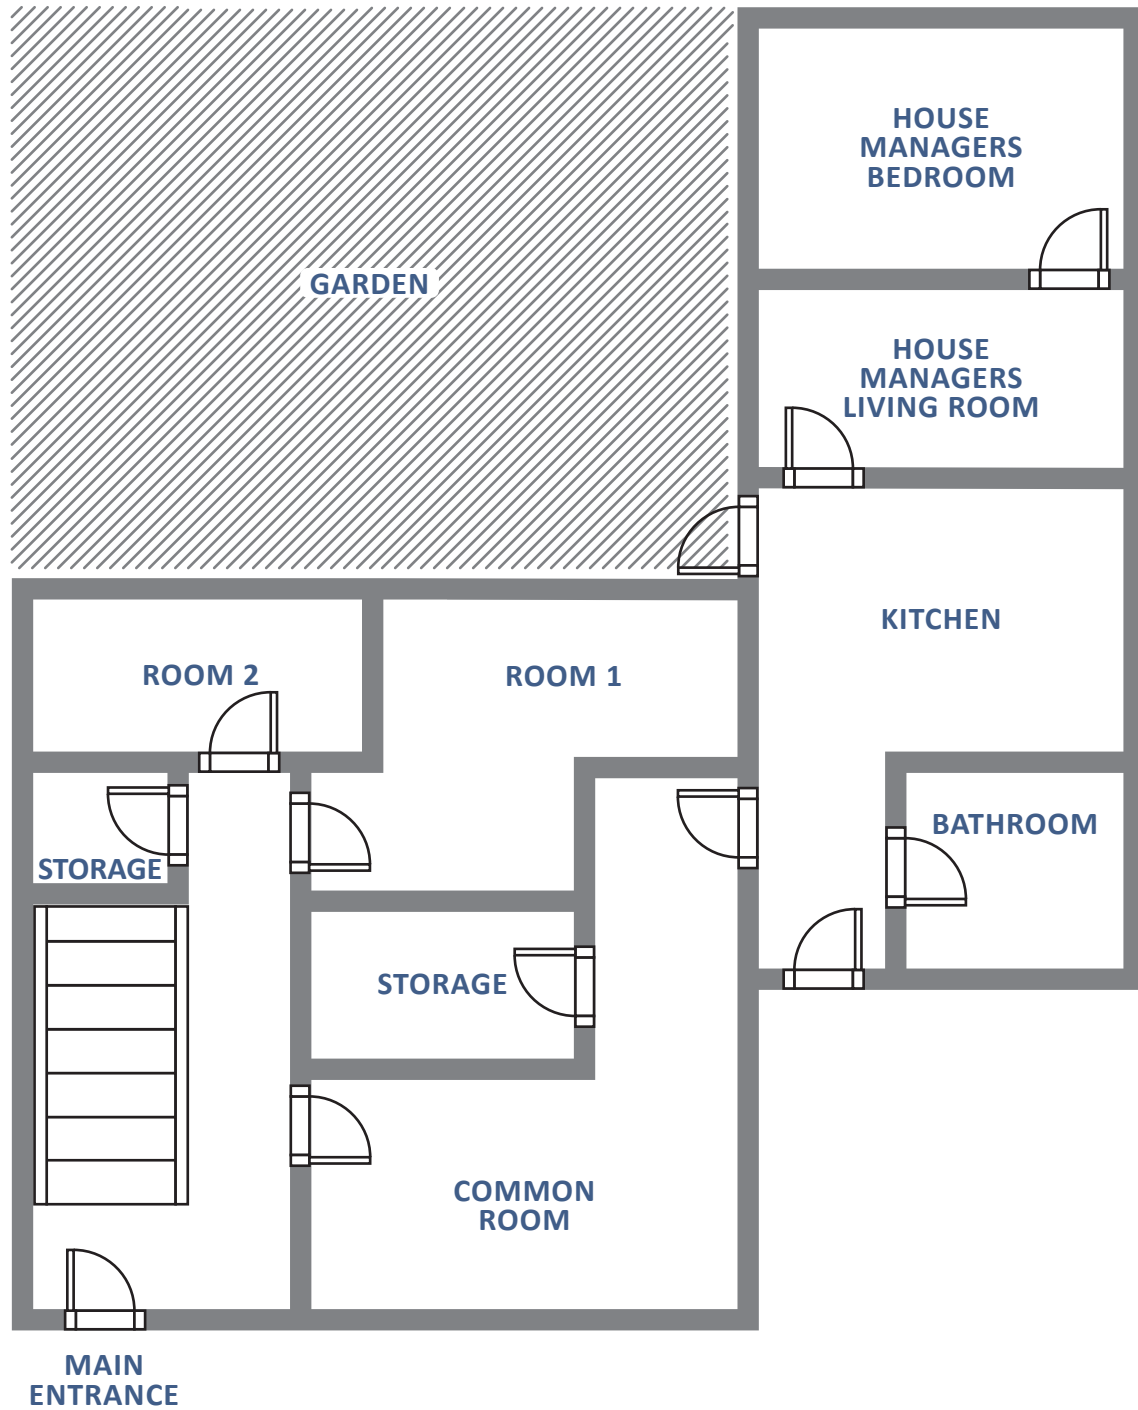 HOUSE
MANAGERS
BEDROOM
GARDEN
HOUSE
MANAGERS
LIVING ROOM
KITCHEN
ROOM 2
ROOM 1
BATHROOM
STORAGE
STORAGE
COMMON
ROOM
MAIN
ENTRANCE